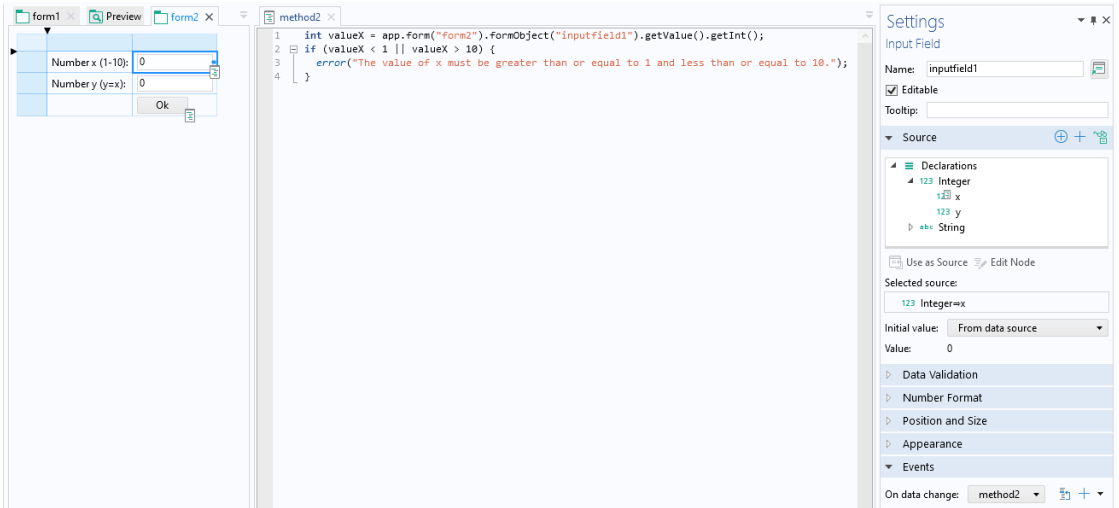 form1
Preview
form2
Number x (1-10): 0
Number y (y=x): 0
Ok
method2
1 int valueX = app.form("form2").formObject("inputfield1").getValue().getInt();
2 if (valueX < 1 || valueX > 10) {
3 error("The value of x must be greater than or equal to 1 and less than or equal to 10.");
4 }
Settings
Input Field
Name: inputfield1
Editable
Tooltip:
Source
Declarations
123 Integer
x
123 y
abc String
Use as Source Edit Node
Selected source:
123 Integer⇒x
Initial value: From data source
Value: 0
Data Validation
Number Format
Position and Size
Appearance
Events
On data change: method2